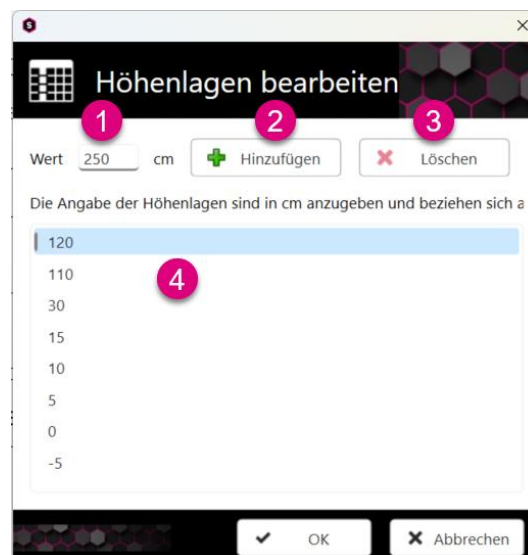 S
Höhenlagen bearbeiten
1 2 3
Wert 250 cm Hinzufügen Löschen
Die Angabe der Höhenlagen sind in cm anzugeben und beziehen sich a
120
110
4
30
15
10
5
0
-5
OK Abbrechen